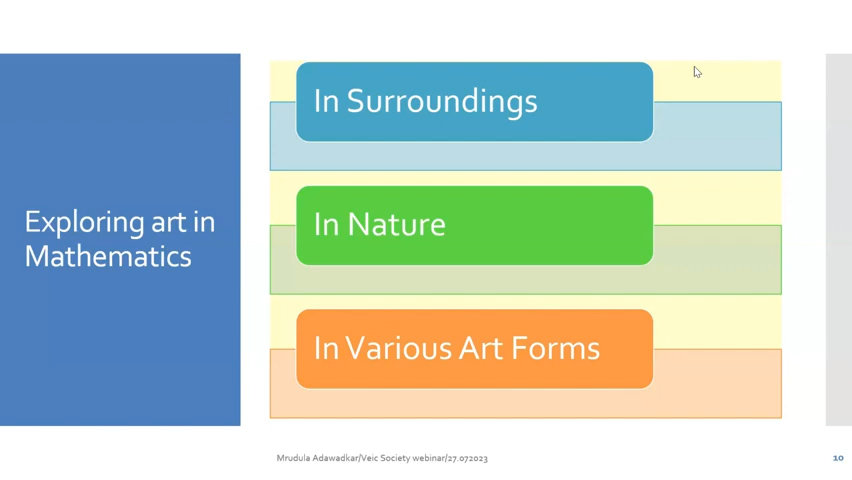 Exploring art in
Mathematics
In Surroundings
In Nature
In Various Art Forms
Mrudula Adawadkar/Veic Society webinar/27.072023
10